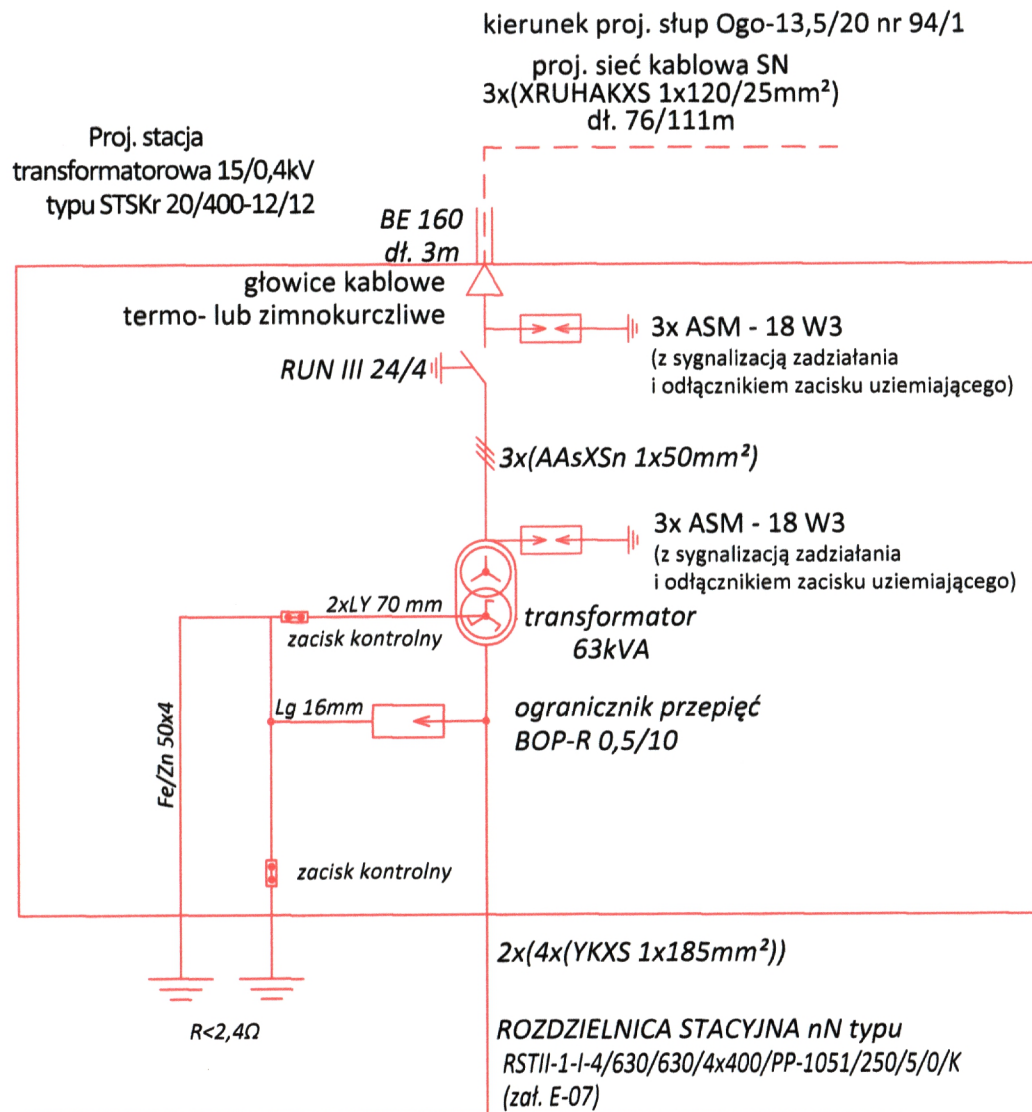 kierunek proj. słup Ogo-13,5/20 nr 94/1
proj. sieć kablowa SN
3x(XRUHAKXS 1x120/25mm²)
dł. 76/111m
Proj. stacja
transformatorowa 15/0,4kV
typu STSKr 20/400-12/12
BE 160
dł. 3m
głowice kablowe
termo- lub zimnokurczliwe
3x ASM - 18 W3
(z sygnalizacją zadziałania
i odłącznikiem zacisku uziemiającego)
RUN III 24/4
3x(AAsXSn 1x50mm²)
3x ASM - 18 W3
(z sygnalizacją zadziałania
i odłącznikiem zacisku uziemiającego)
2xLY 70 mm
zacisk kontrolny
transformator
63kVA
Lg 16mm
ogranicznik przepięć
BOP-R 0,5/10
Fe/Zn 50x4
zacisk kontrolny
2x(4x(YKXS 1x185mm²))
R<2,4Ω
ROZDZIELNICA STACYJNA nN typu
RSTII-1-I-4/630/630/4x400/PP-1051/250/5/0/K
(zał. E-07)